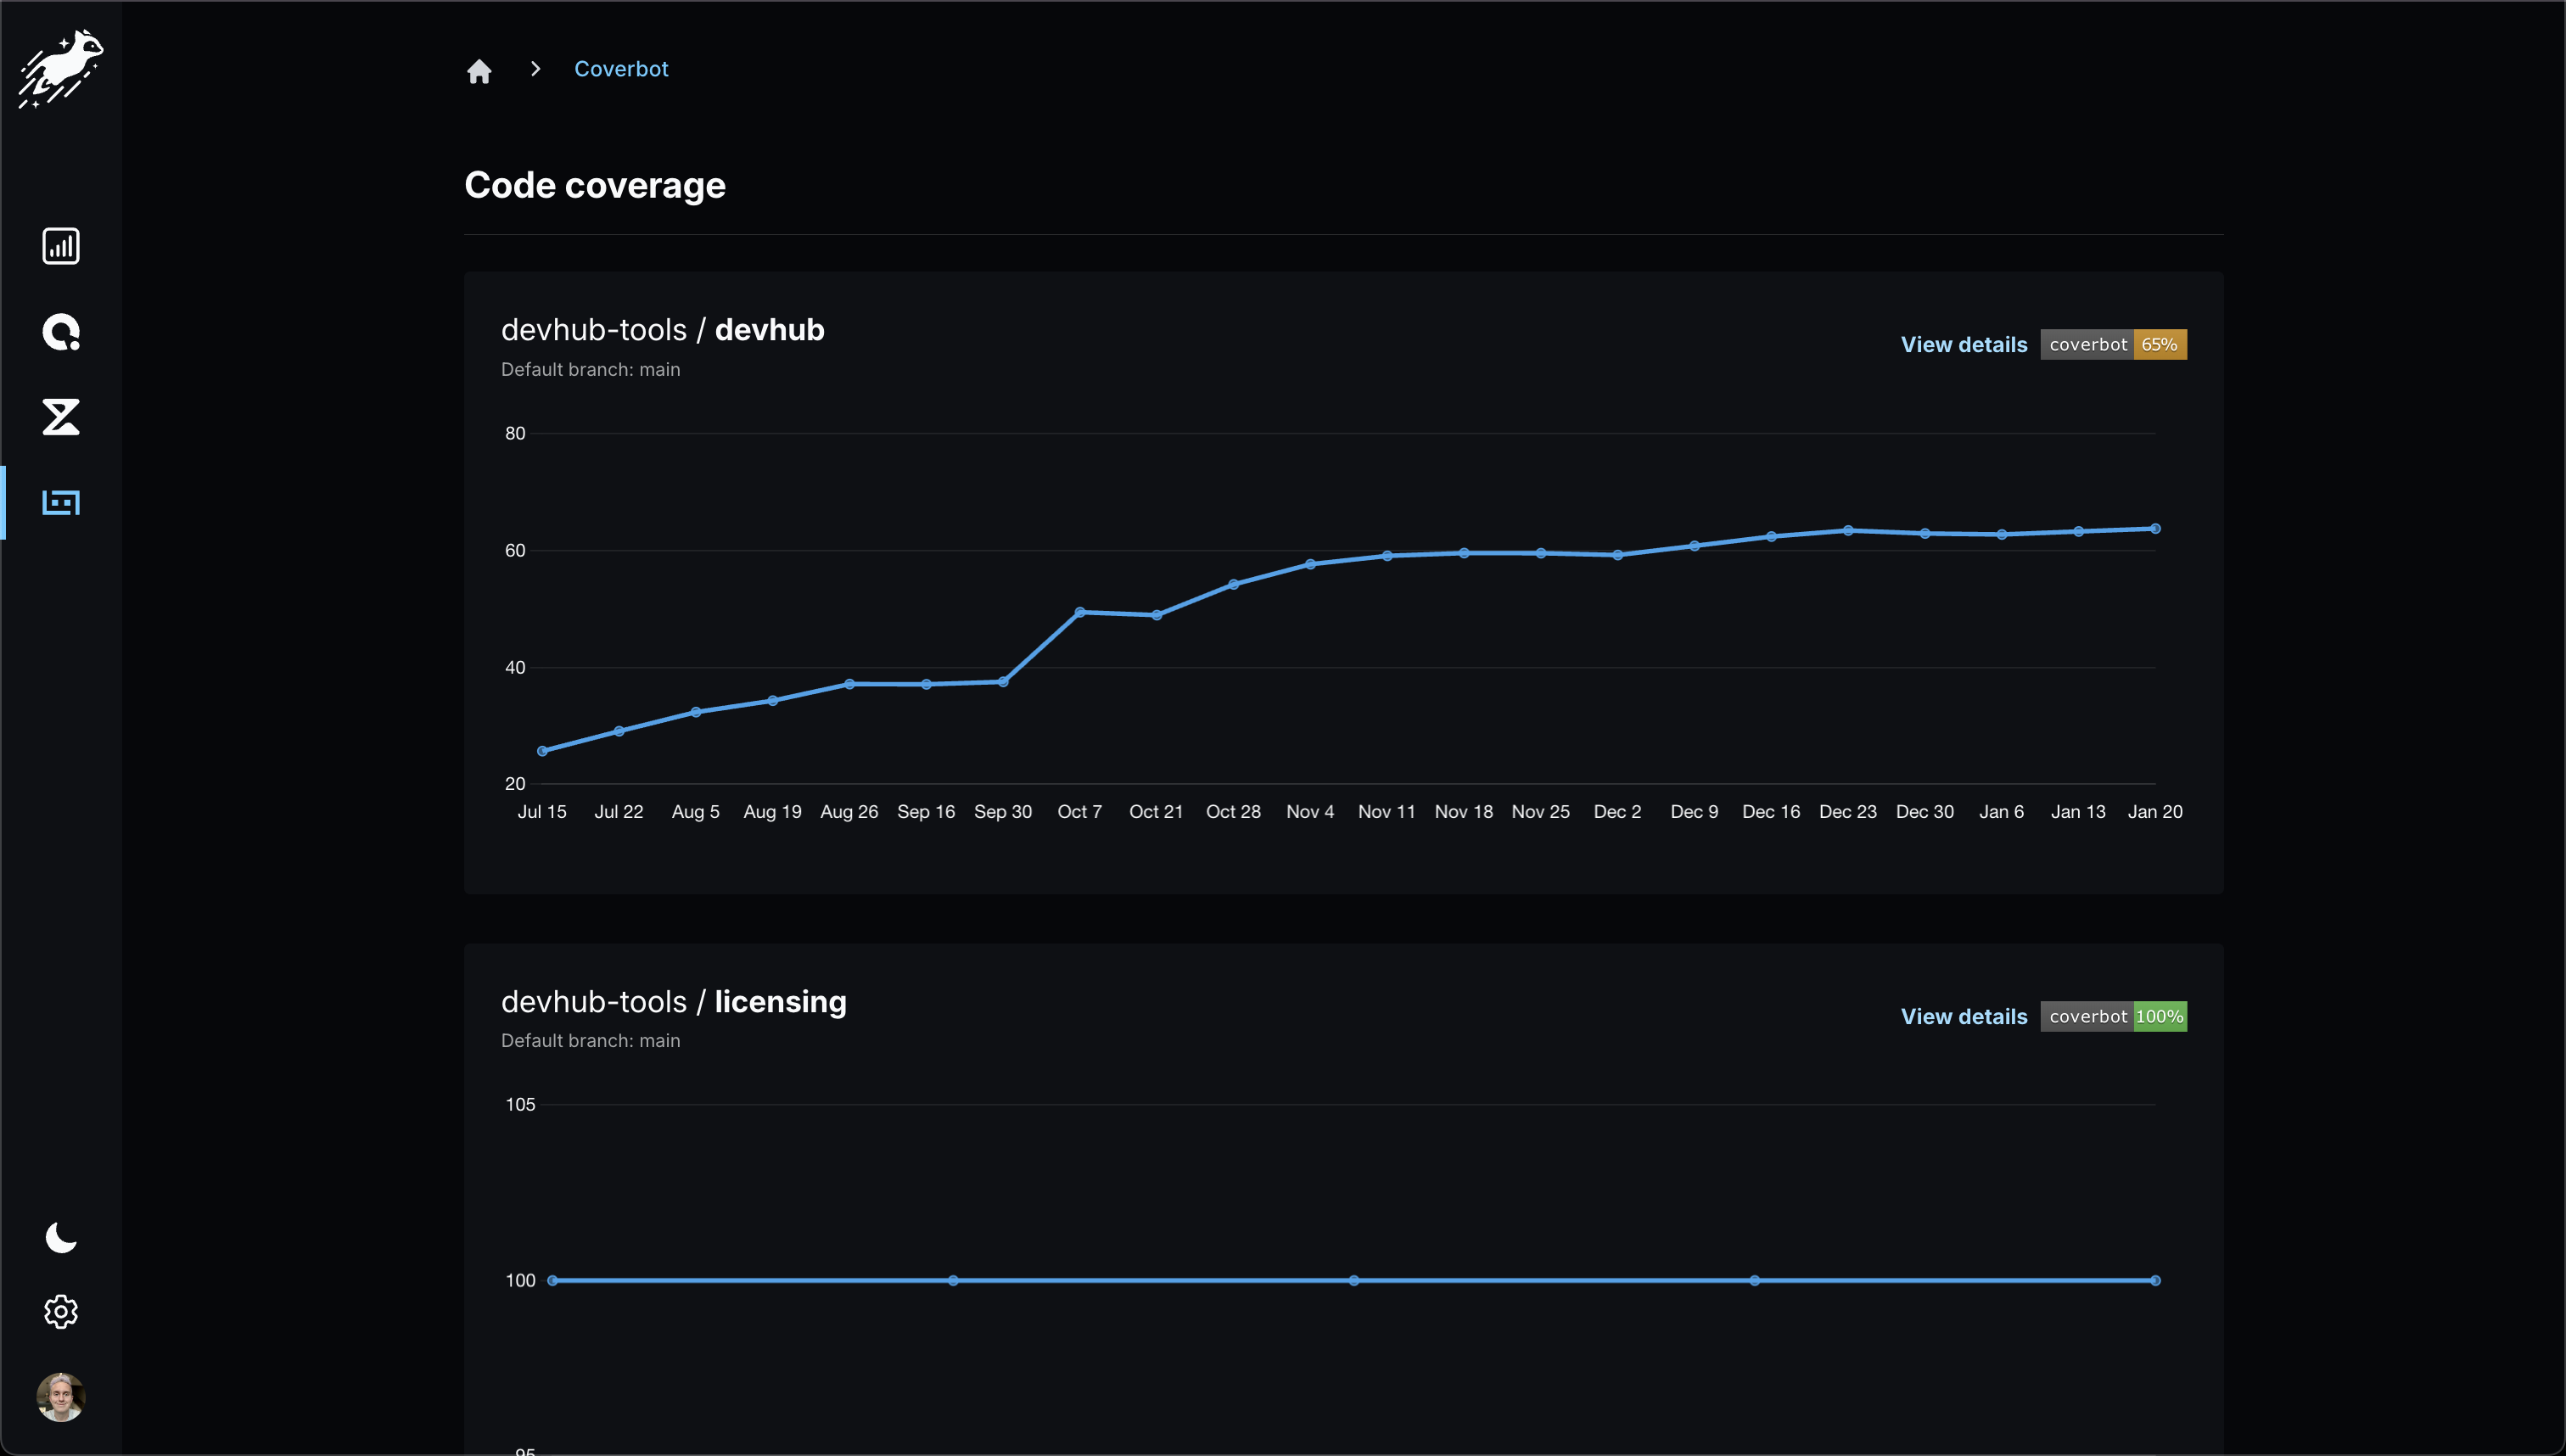 Coverbot
Code coverage
devhub-tools / devhub
Default branch: main
View details coverbot 65%
80
60
40
20
Jul 15 Jul 22 Aug 5 Aug 19 Aug 26 Sep 16 Sep 30 Oct 7 Oct 21 Oct 28 Nov 4 Nov 11 Nov 18 Nov 25 Dec 2 Dec 9 Dec 16 Dec 23 Dec 30 Jan 6 Jan 13 Jan 20
devhub-tools / licensing
Default branch: main
View details coverbot 100%
105
100
95